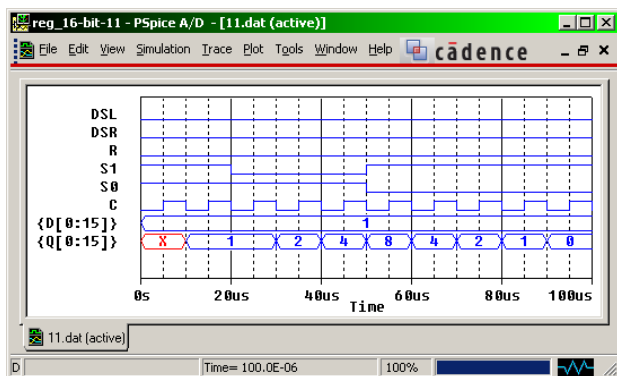 reg_16-bit-11 - PSpice A/D - [11.dat (active)]
File Edit View Simulation Trace Plot Tools Window Help cādence
DSL
DSR
R
S1
S0
C
{D[0:15]} 1
{Q[0:15]} X 1 2 4 8 4 2 1 0
0s 20us 40us 60us 80us 100us
Time
11.dat (active)
D Time= 100.0E-06 100%